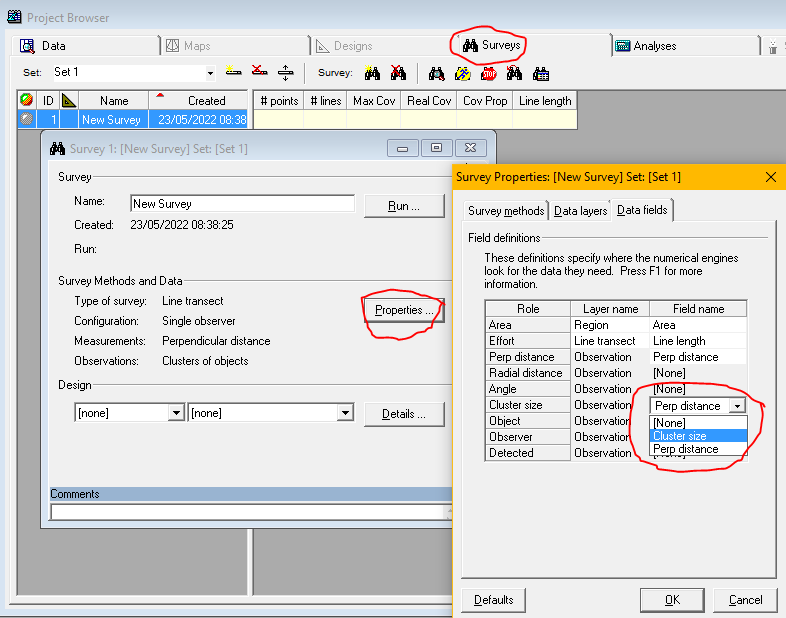 Project Browser
Data Maps Designs Surveys Analyses
Set: Set 1 Survey: STOP
ID Name Created # points # lines Max Cov Real Cov Cov Prop Line length
1 New Survey 23/05/2022 08:38
Survey 1: [New Survey] Set: [Set 1]
Survey
Name: New Survey Run ...
Created: 23/05/2022 08:38:25
Run:
Survey Methods and Data
Type of survey: Line transect Properties ...
Configuration: Single observer
Measurements: Perpendicular distance
Observations: Clusters of objects
Design
[none] [none] Details ...
Comments
Survey Properties: [New Survey] Set: [Set 1]
Survey methods Data layers Data fields
Field definitions
These definitions specify where the numerical engines
look for the data they need. Press F1 for more
information.
Role Layer name Field name
Area Region Area
Effort Line transect Line length
Perp distance Observation Perp distance
Radial distance Observation [None]
Angle Observation [None]
Cluster size Observation Perp distance
Object Observation [None]
Observer Observation Cluster size
Detected Observation Perp distance
Defaults OK Cancel